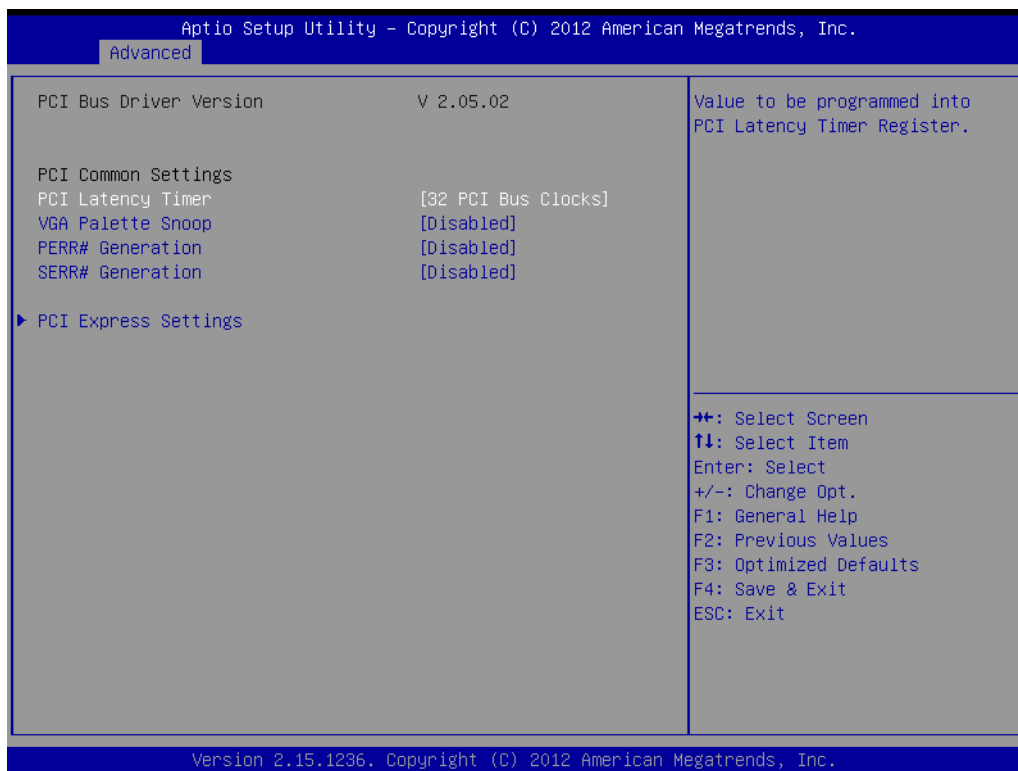 Aptio Setup Utility – Copyright (C) 2012 American Megatrends, Inc.
Advanced
PCI Bus Driver Version V 2.05.02
PCI Common Settings
PCI Latency Timer [32 PCI Bus Clocks]
VGA Palette Snoop [Disabled]
PERR# Generation [Disabled]
SERR# Generation [Disabled]
▶ PCI Express Settings
Value to be programmed into
PCI Latency Timer Register.
→←: Select Screen
↑↓: Select Item
Enter: Select
+/-: Change Opt.
F1: General Help
F2: Previous Values
F3: Optimized Defaults
F4: Save & Exit
ESC: Exit
Version 2.15.1236. Copyright (C) 2012 American Megatrends, Inc.